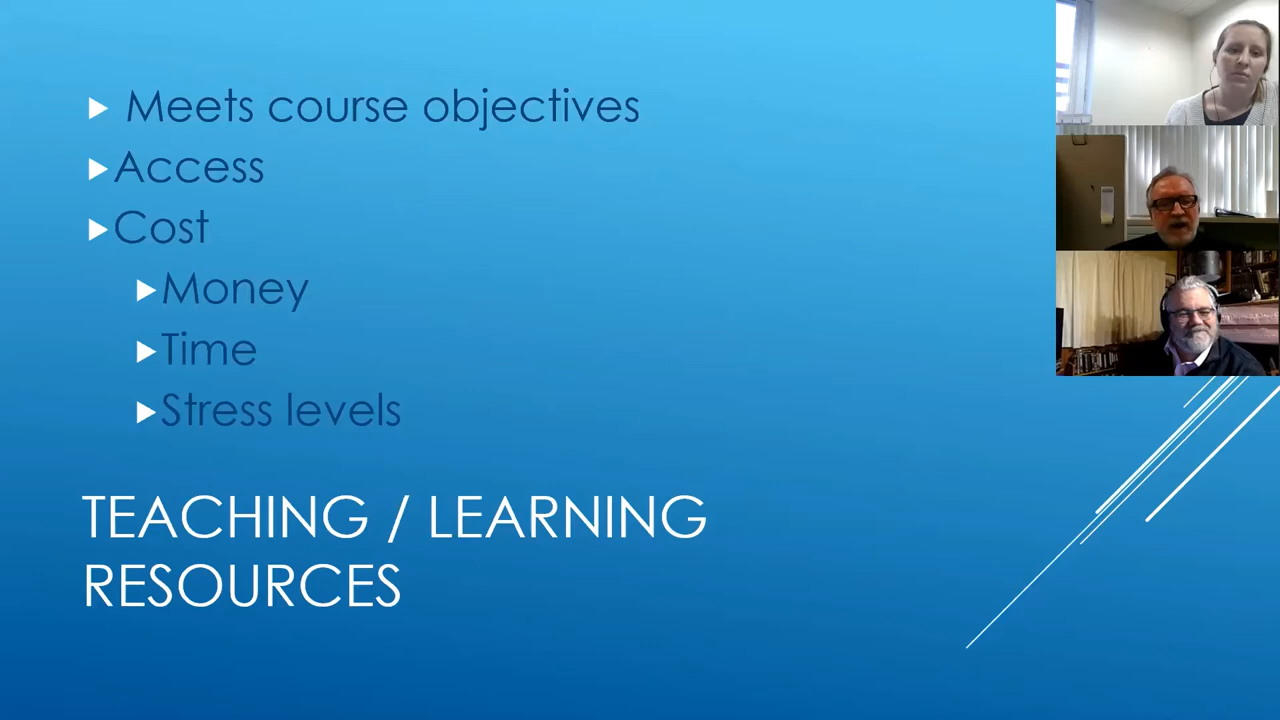 Meets course objectives
Access
Cost
Money
Time
Stress levels
TEACHING / LEARNING
RESOURCES